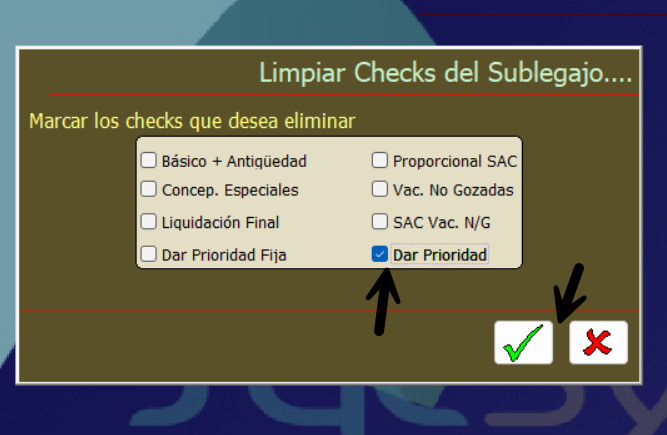 Limpiar Checks del Sublegajo....
Marcar los checks que desea eliminar
Básico + Antigüedad
Proporcional SAC
Concep. Especiales
Vac. No Gozadas
Liquidación Final
SAC Vac. N/G
Dar Prioridad Fija
Dar Prioridad